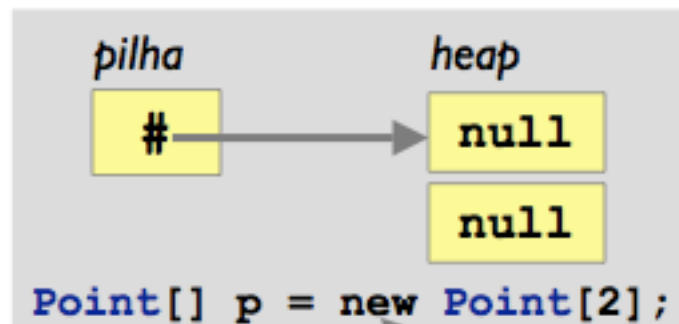 pilha heap
# null
null
Point[] p = new Point[2];